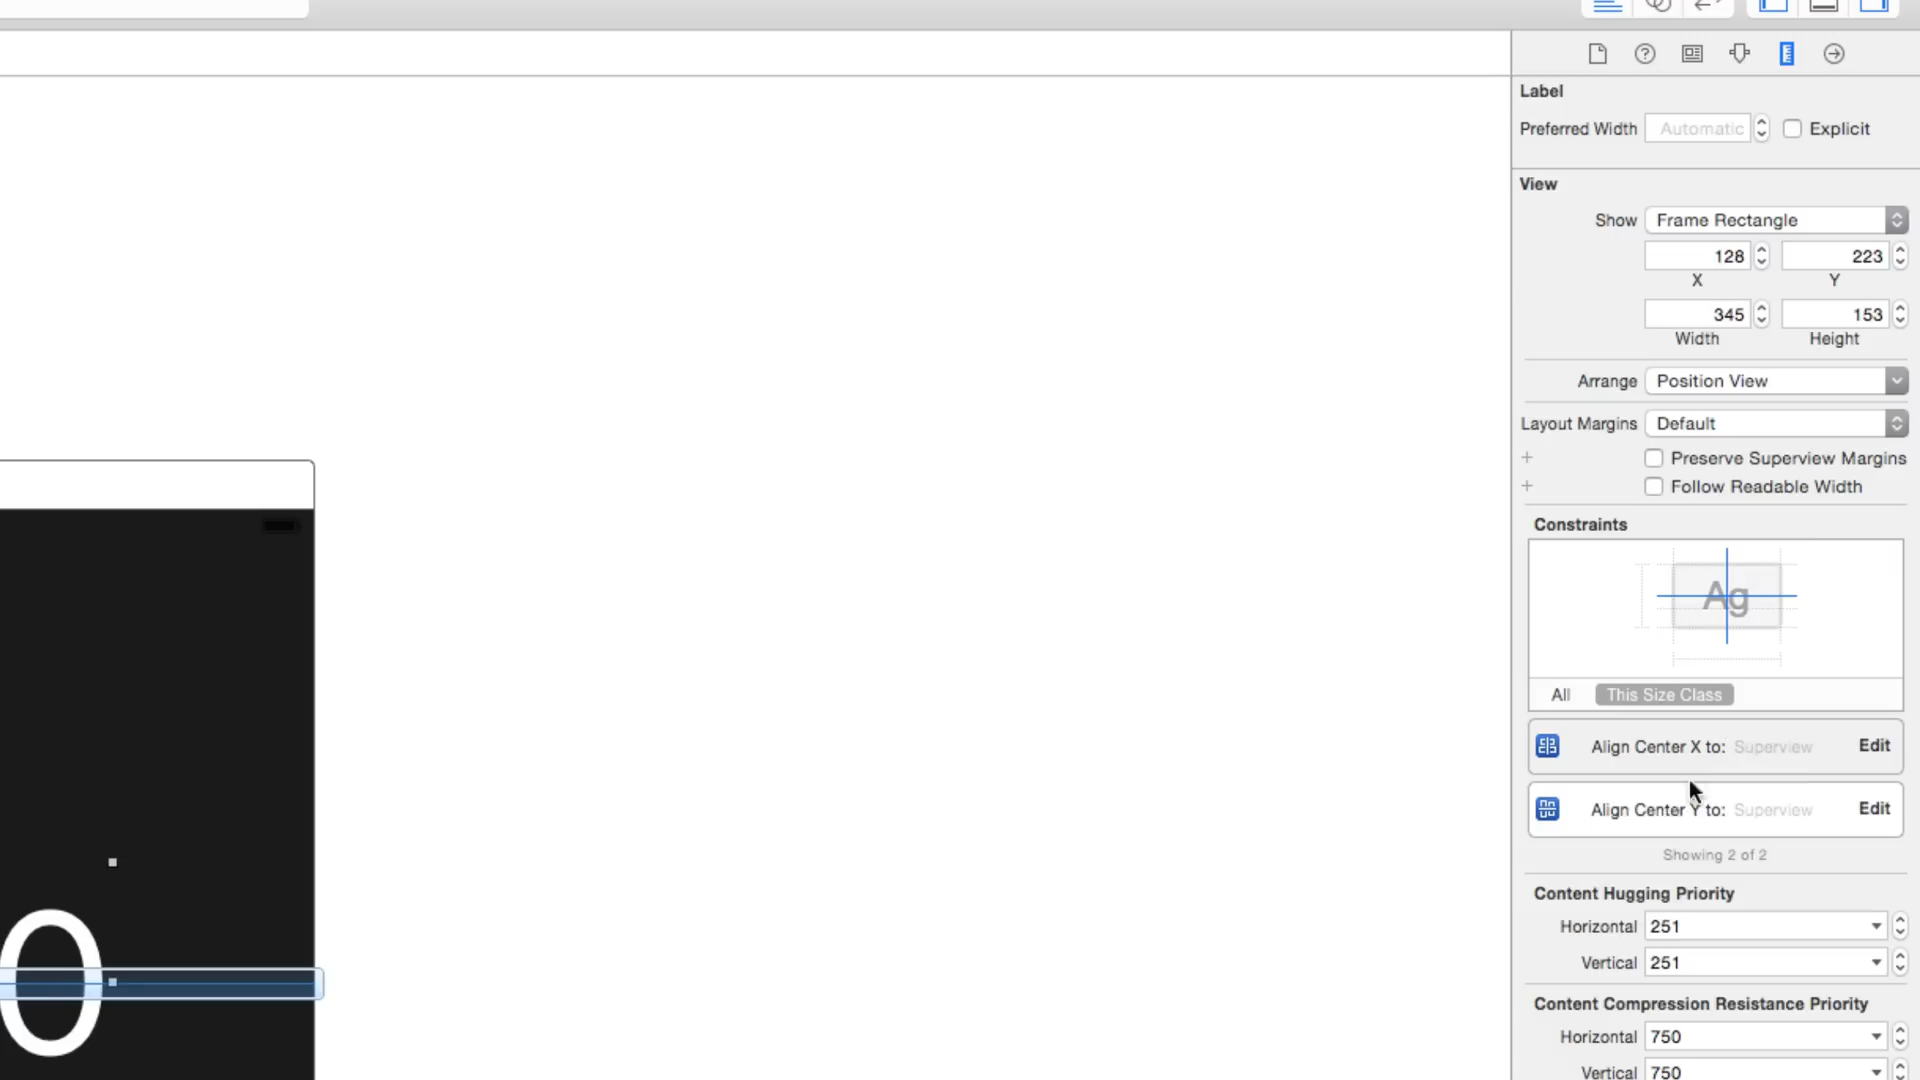 Label
Preferred Width Automatic Explicit
View
Show Frame Rectangle
128 223
X Y
345 153
Width Height
Arrange Position View
Layout Margins Default
+ Preserve Superview Margins
+ Follow Readable Width
Constraints
Ag
All This Size Class
Align Center X to: Superview Edit
Align Center Y to: Superview Edit
Showing 2 of 2
Content Hugging Priority
Horizontal 251
0
Vertical 251
Content Compression Resistance Priority
Horizontal 750
Vertical 750